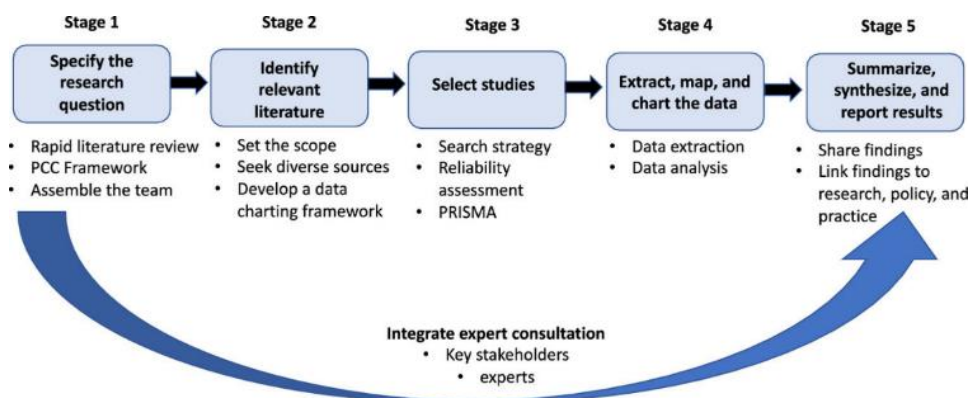 Stage 1
Specify the
research
question
• Rapid literature review
• PCC Framework
• Assemble the team
Stage 2
Identify
relevant
literature
• Set the scope
• Seek diverse sources
• Develop a data
charting framework
Stage 3
Select studies
• Search strategy
• Reliability
assessment
• PRISMA
Stage 4
Extract, map, and
chart the data
• Data extraction
• Data analysis
Stage 5
Summarize,
synthesize, and
report results
• Share findings
• Link findings to
research, policy, and
practice
Integrate expert consultation
• Key stakeholders
• experts